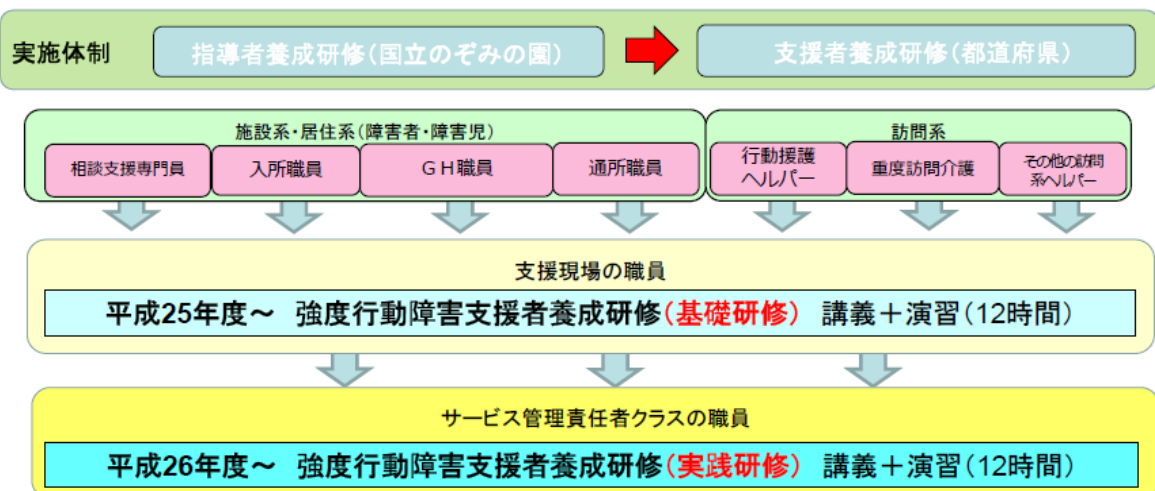 実施体制
指導者養成研修(国立のぞみの園)
支援者養成研修(都道府県)
施設系・居住系(障害者・障害児)
訪問系
相談支援専門員
入所職員
GH職員
通所職員
行動援護
ヘルパー
重度訪問介護
その他の訪問
系ヘルパー
支援現場の職員
平成25年度～ 強度行動障害支援者養成研修(基礎研修) 講義＋演習(12時間)
サービス管理責任者クラスの職員
平成26年度～ 強度行動障害支援者養成研修(実践研修) 講義＋演習(12時間)